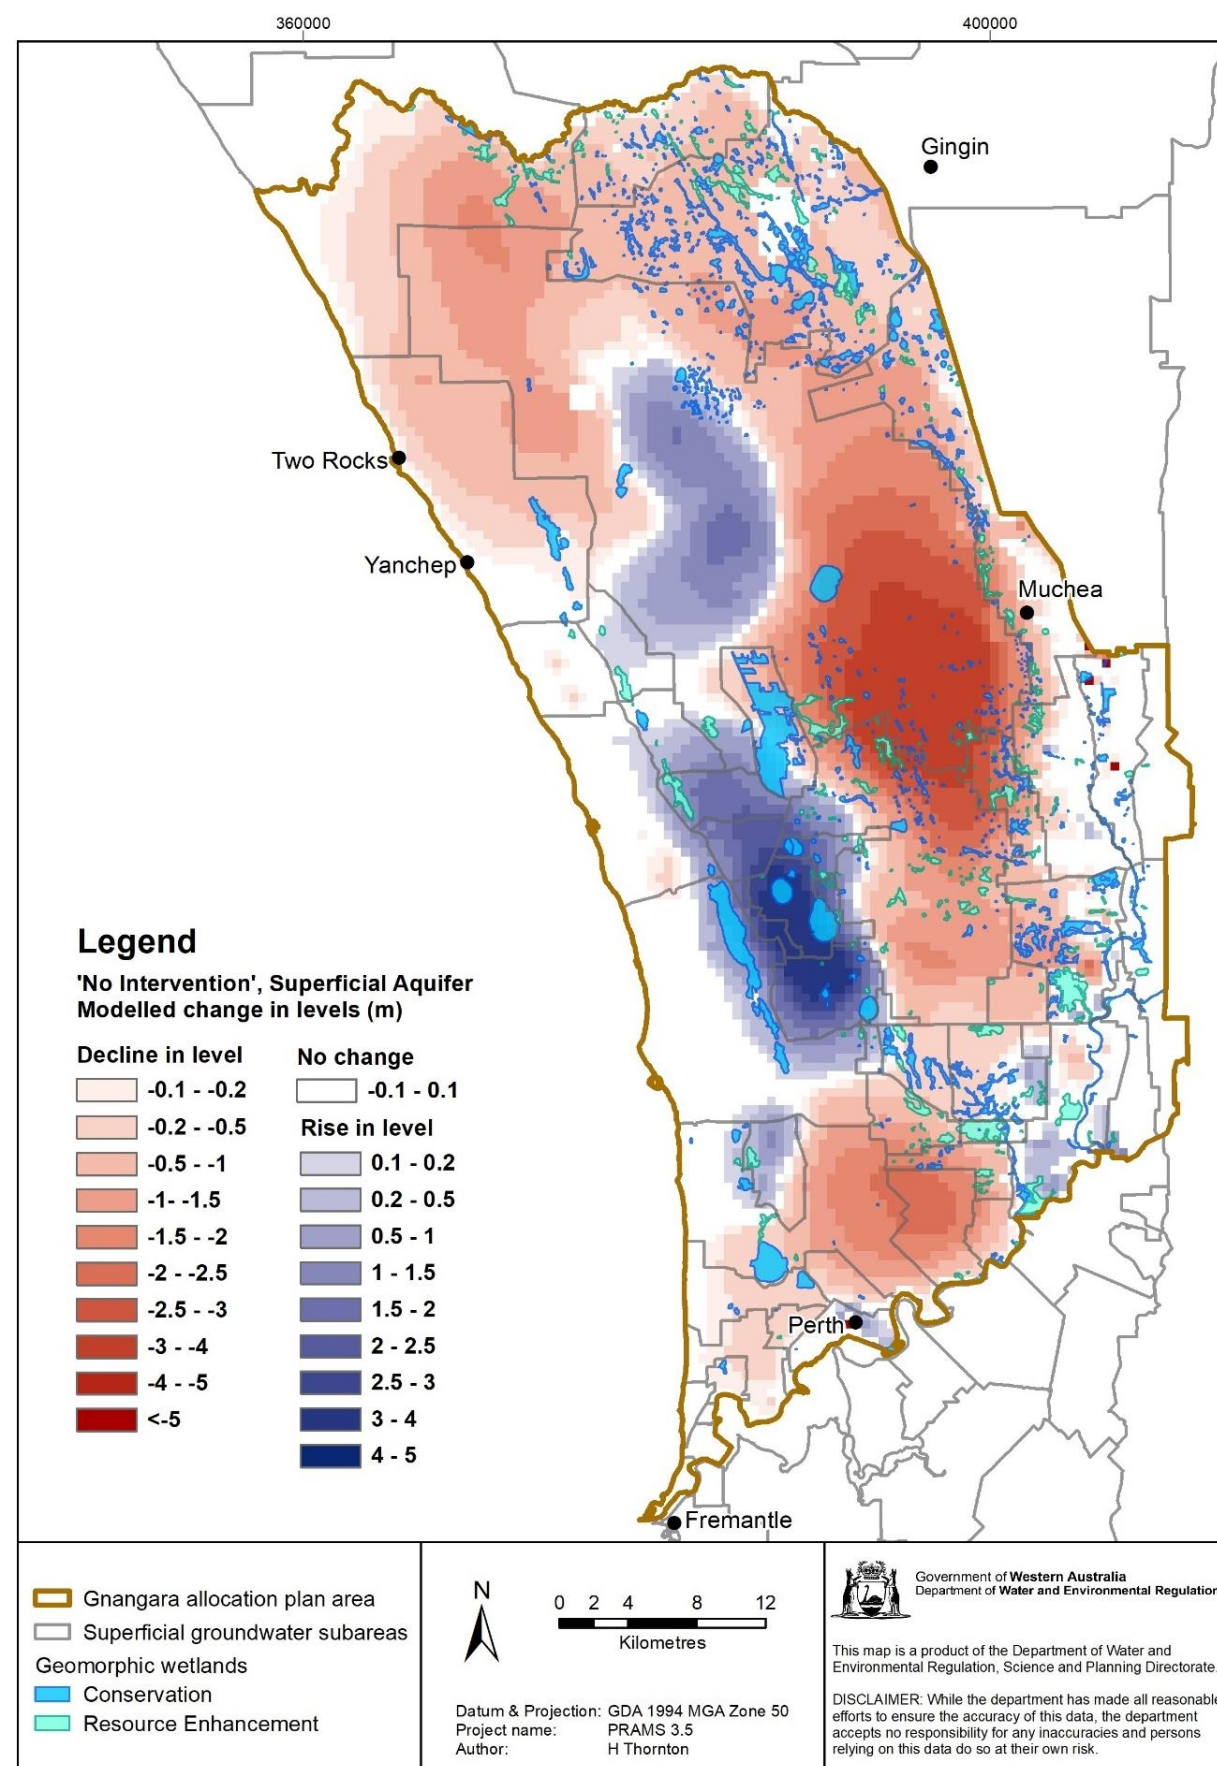 360000
400000
Gingin
Two Rocks
Yanchep
Muchea
Perth
Fremantle
Legend
'No Intervention', Superficial Aquifer
Modelled change in levels (m)
Decline in level
-0.1 - -0.2
-0.2 - -0.5
-0.5 - -1
-1- -1.5
-1.5 - -2
-2 - -2.5
-2.5 - -3
-3 - -4
-4 - -5
<-5
No change
-0.1 - 0.1
Rise in level
0.1 - 0.2
0.2 - 0.5
0.5 - 1
1 - 1.5
1.5 - 2
2 - 2.5
2.5 - 3
3 - 4
4 - 5
Gnangara allocation plan area
Superficial groundwater subareas
Geomorphic wetlands
Conservation
Resource Enhancement
N
0 2 4 8 12
Kilometres
Datum & Projection: GDA 1994 MGA Zone 50
Project name: PRAMS 3.5
Author: H Thornton
Government of Western Australia
Department of Water and Environmental Regulation
This map is a product of the Department of Water and
Environmental Regulation, Science and Planning Directorate.
DISCLAIMER: While the department has made all reasonable
efforts to ensure the accuracy of this data, the department
accepts no responsibility for any inaccuracies and persons
relying on this data do so at their own risk.